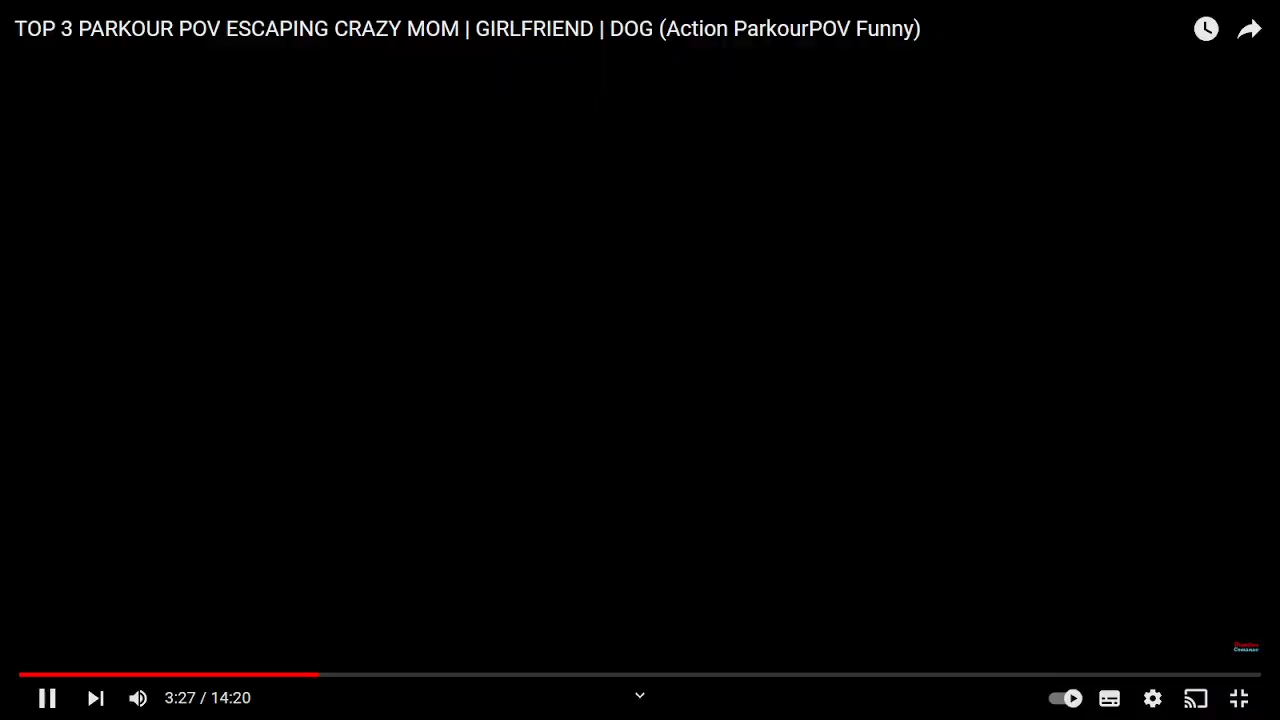 TOP 3 PARKOUR POV ESCAPING CRAZY MOM | GIRLFRIEND | DOG (Action ParkourPOV Funny)
3:27 / 14:20